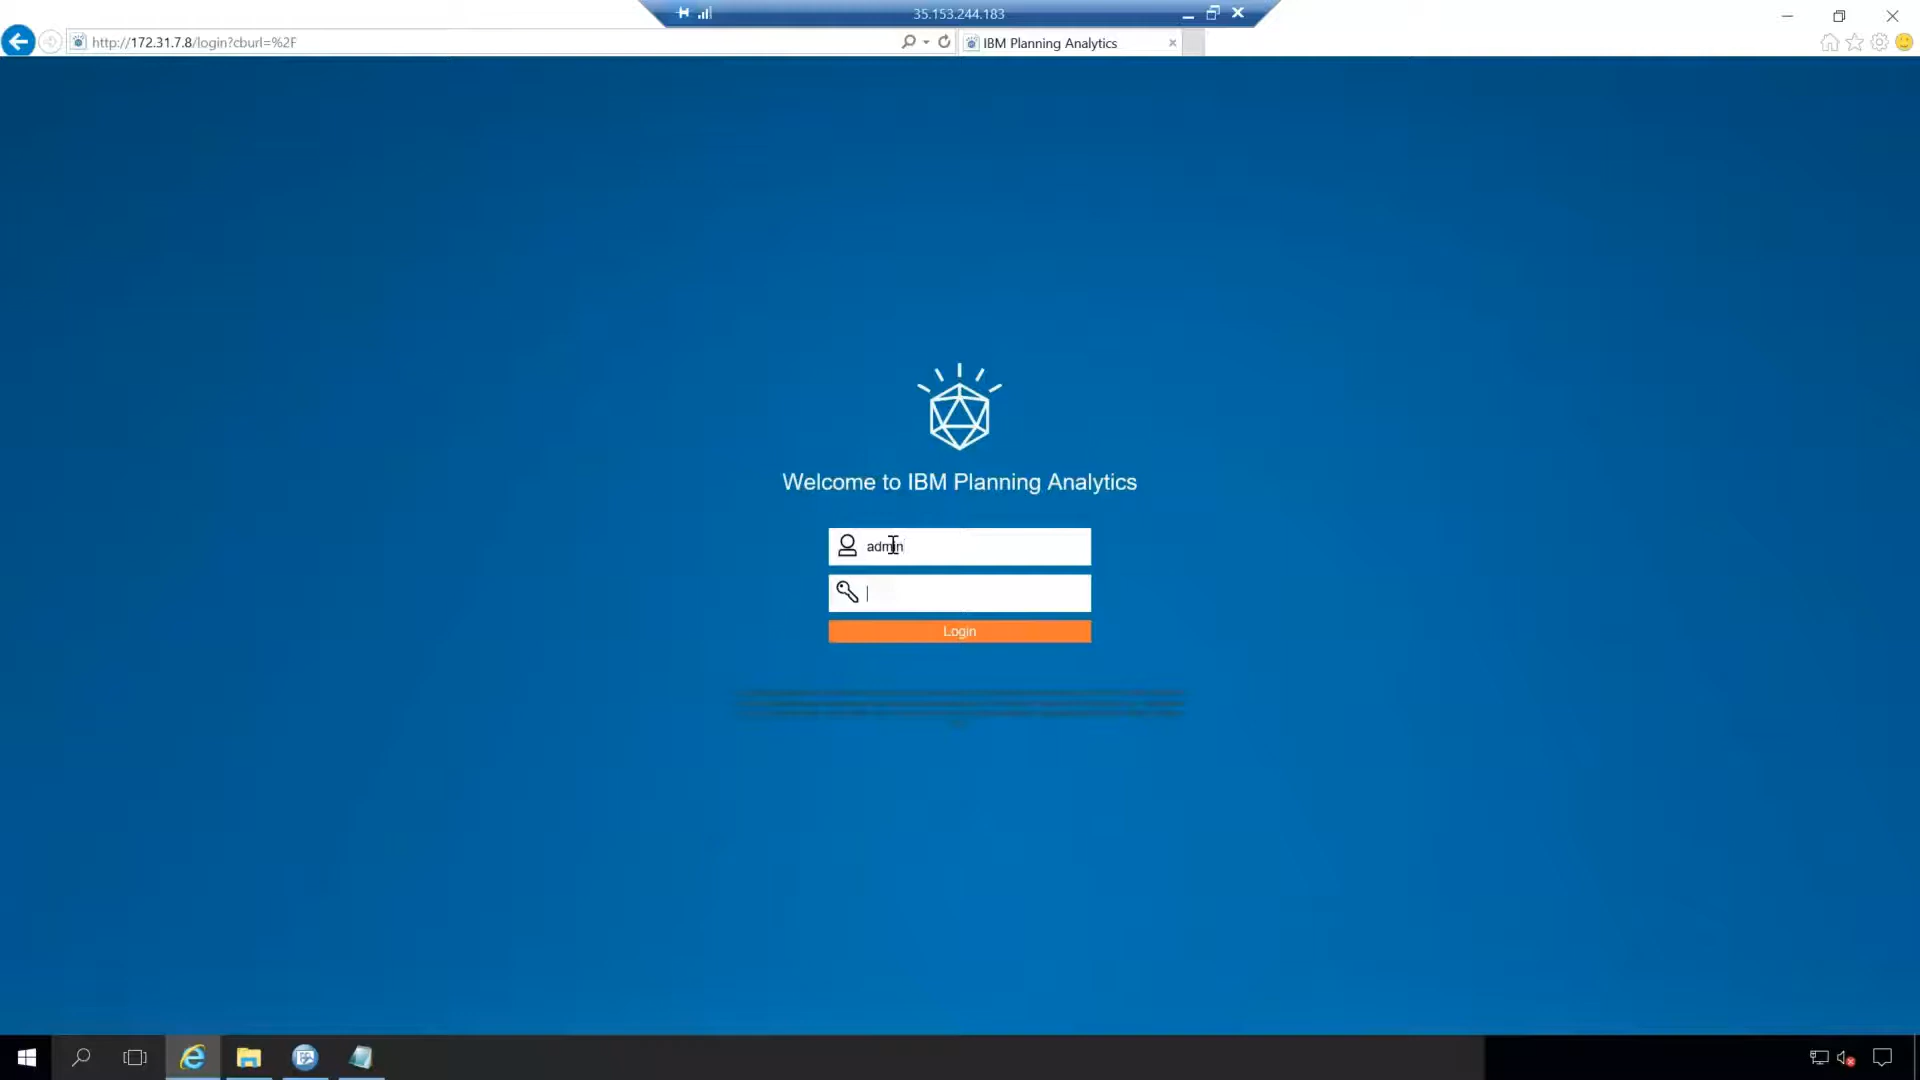 35.153.244.183
http://172.31.7.8/login?cburl=%2F
IBM Planning Analytics
Welcome to IBM Planning Analytics
admin
Login